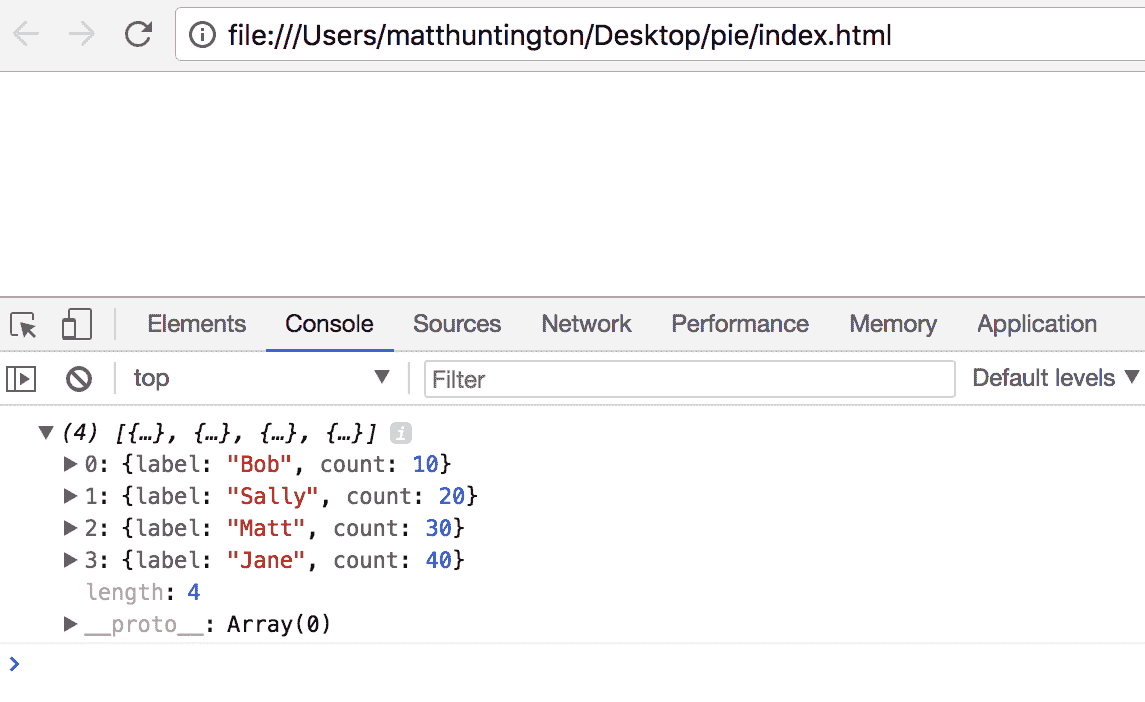 file:///Users/matthuntington/Desktop/pie/index.html
Elements Console Sources Network Performance Memory Application
top Filter Default levels
(4) [{…}, {…}, {…}, {…}]
0: {label: "Bob", count: 10}
1: {label: "Sally", count: 20}
2: {label: "Matt", count: 30}
3: {label: "Jane", count: 40}
length: 4
__proto__: Array(0)